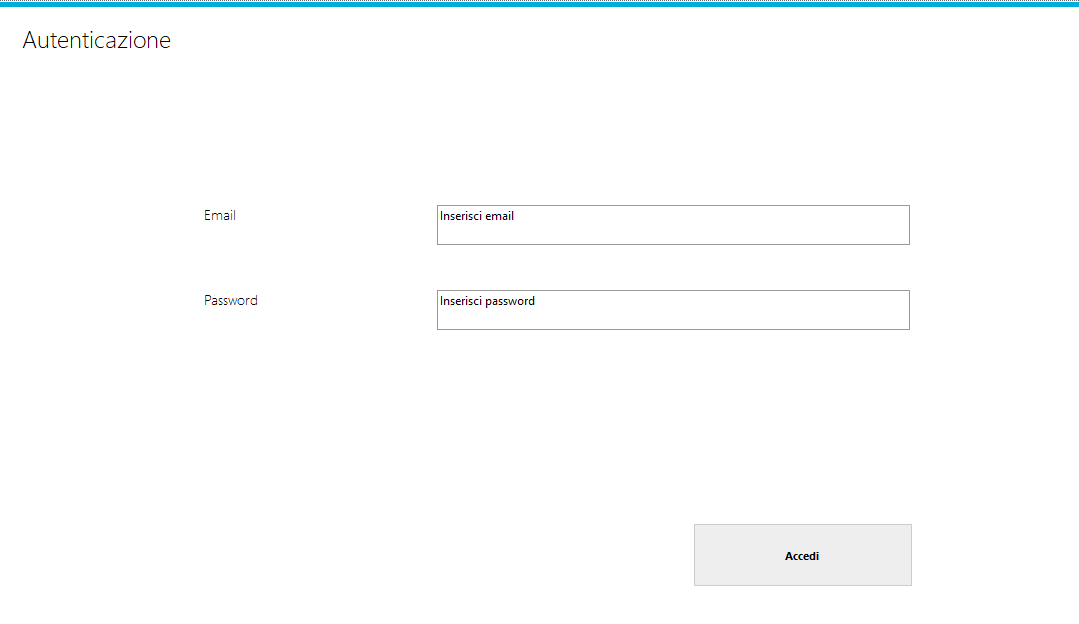 Autenticazione
Email
Inserisci email
Password
Inserisci password
Accedi